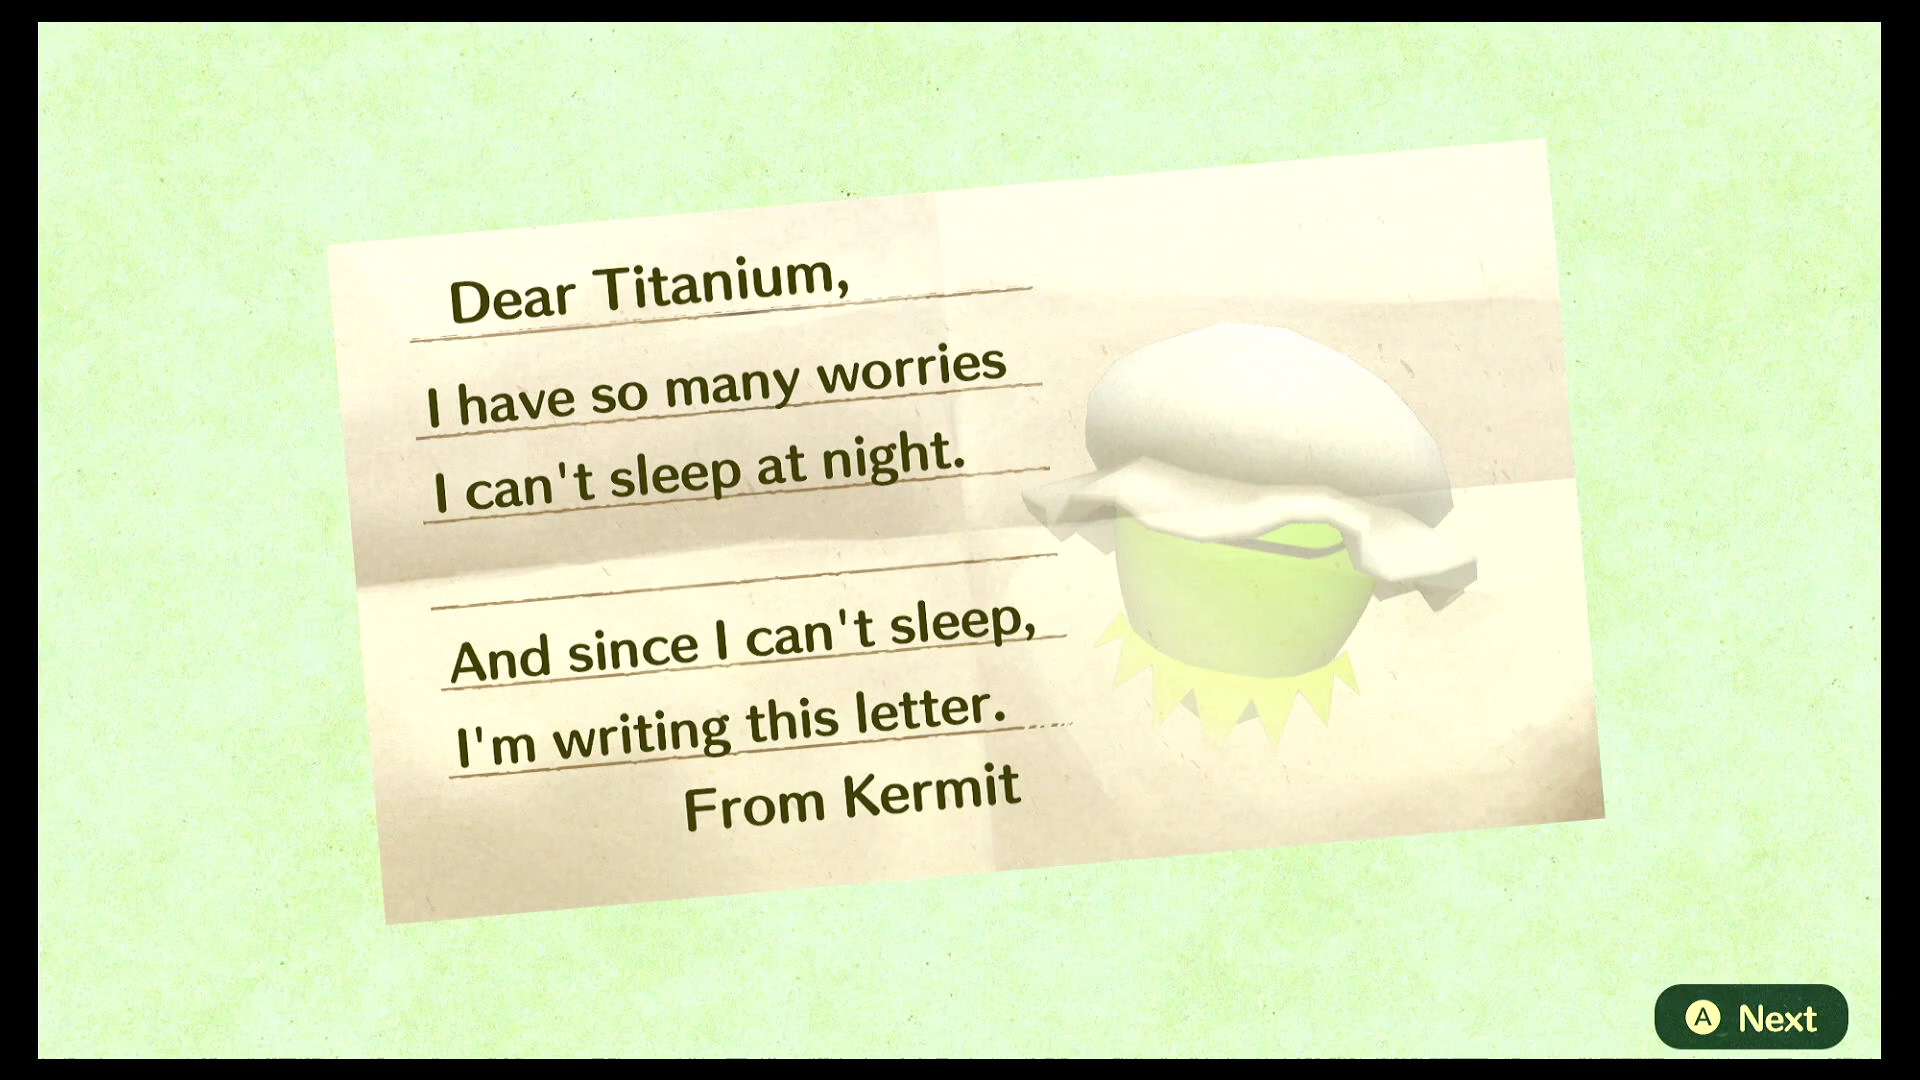 Dear Titanium,
I have so many worries
I can't sleep at night.
And since I can't sleep,
I'm writing this letter.
From Kermit
A Next